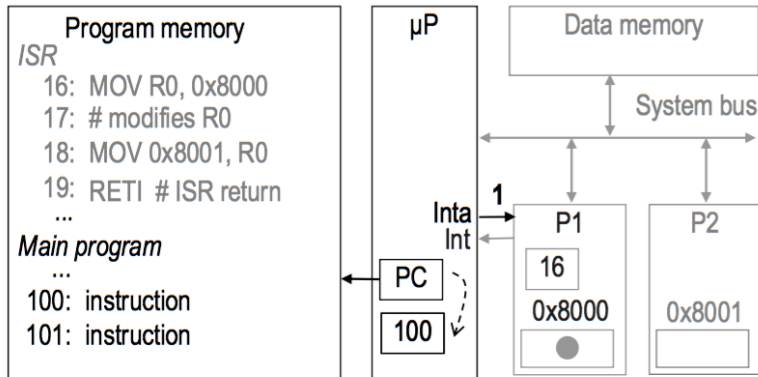 Program memory
ISR
16: MOV R0, 0x8000
17: # modifies R0
18: MOV 0x8001, R0
19: RETI # ISR return
...
Main program
...
100: instruction
101: instruction
μP
Inta
Int
PC
100
1
Data memory
System bus
P1
16
0x8000
P2
0x8001